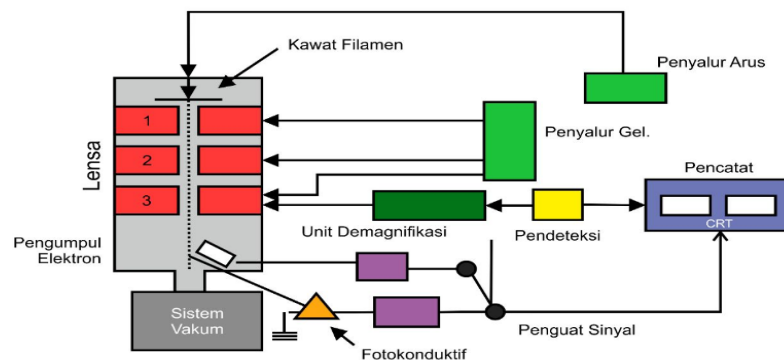 Kawat Filamen
Penyalur Arus
Lensa
1
2
3
Penyalur Gel.
Pencatat
CRT
Unit Demagnifikasi
Pendeteksi
Pengumpul
Elektron
Sistem
Vakum
Penguat Sinyal
Fotokonduktif